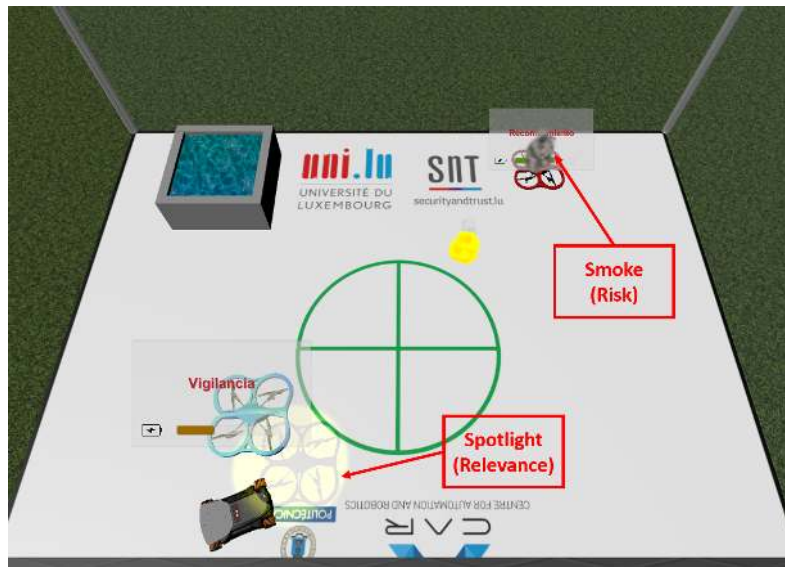 uni.lu
UNIVERSITÉ DU
LUXEMBOURG
SNT
securityandtrust.lu
Smoke
(Risk)
Vigilancia
Spotlight
(Relevance)
POLITÉCNICA
CENTRE FOR AUTOMATION AND ROBOTICS
CAR